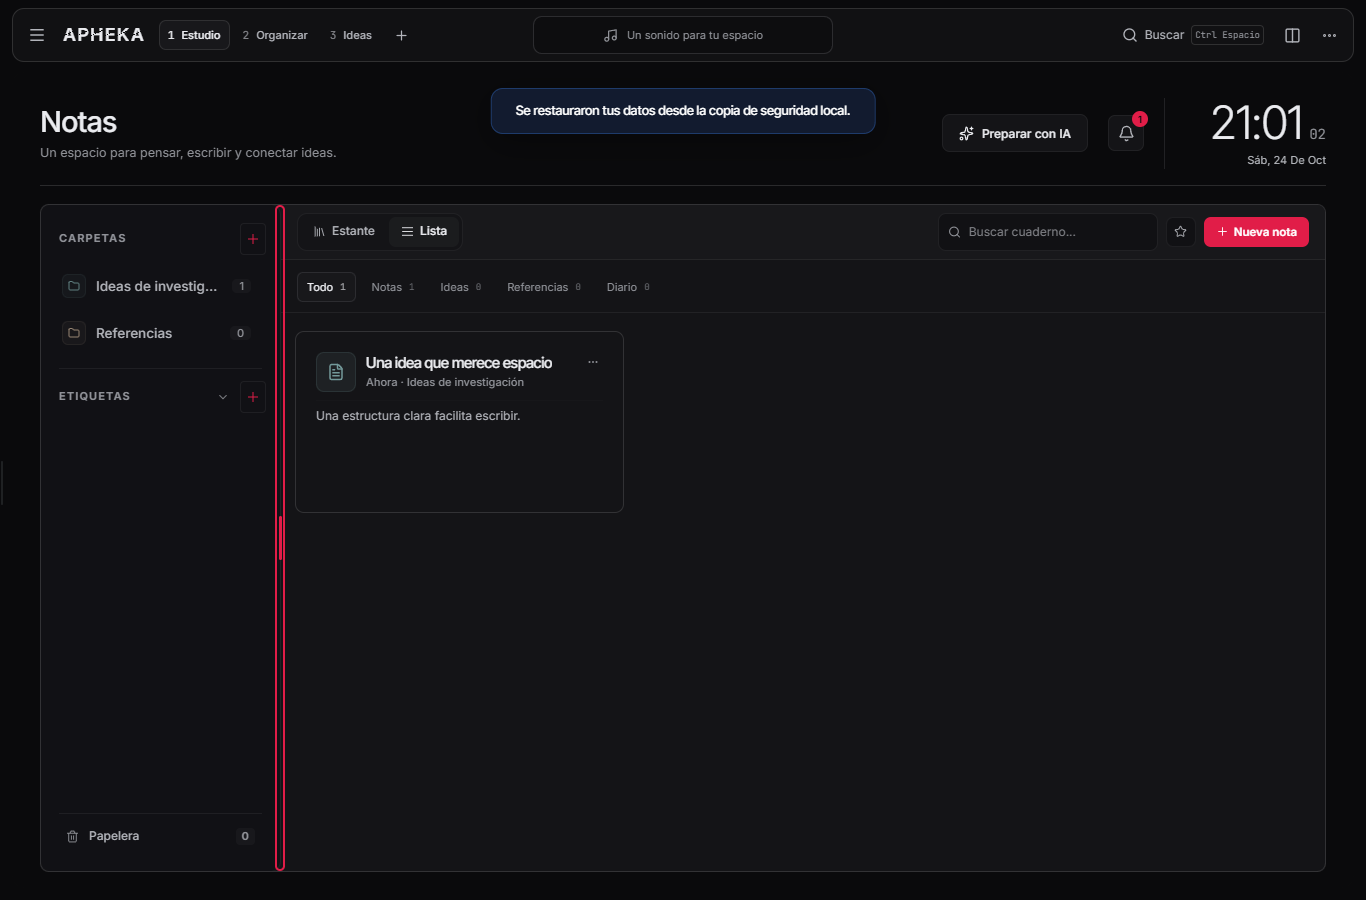 APHEKA
1 Estudio
2 Organizar
3 Ideas
Un sonido para tu espacio
Buscar
Ctrl Espacio
Notas
Un espacio para pensar, escribir y conectar ideas.
Se restauraron tus datos desde la copia de seguridad local.
Preparar con IA
1
21:01 02
Sáb, 24 De Oct
CARPETAS
Ideas de investig... 1
Referencias 0
ETIQUETAS
Papelera 0
Estante
Lista
Buscar cuaderno...
Nueva nota
Todo 1
Notas 1
Ideas 0
Referencias 0
Diario 0
Una idea que merece espacio
Ahora · Ideas de investigación
Una estructura clara facilita escribir.